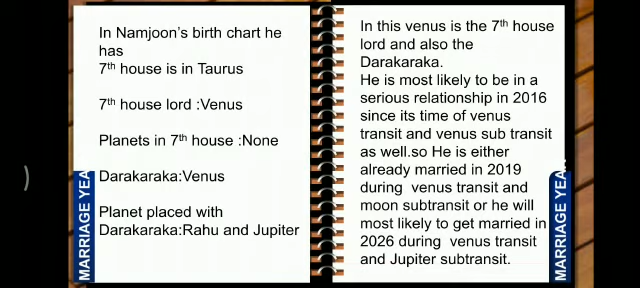 In Namjoon's birth chart he
has
7th house is in Taurus
7th house lord :Venus
Planets in 7th house :None
Darakaraka:Venus
Planet placed with
Darakaraka:Rahu and Jupiter
MARRIAGE YEA
In this venus is the 7th house
lord and also the
Darakaraka.
He is most likely to be in a
serious relationship in 2016
since its time of venus
transit and venus sub transit
as well.so He is either
already married in 2019
during venus transit and
moon subtransit or he will
most likely to get married in
2026 during venus transit
and Jupiter subtransit.
MARRIAGE YEA